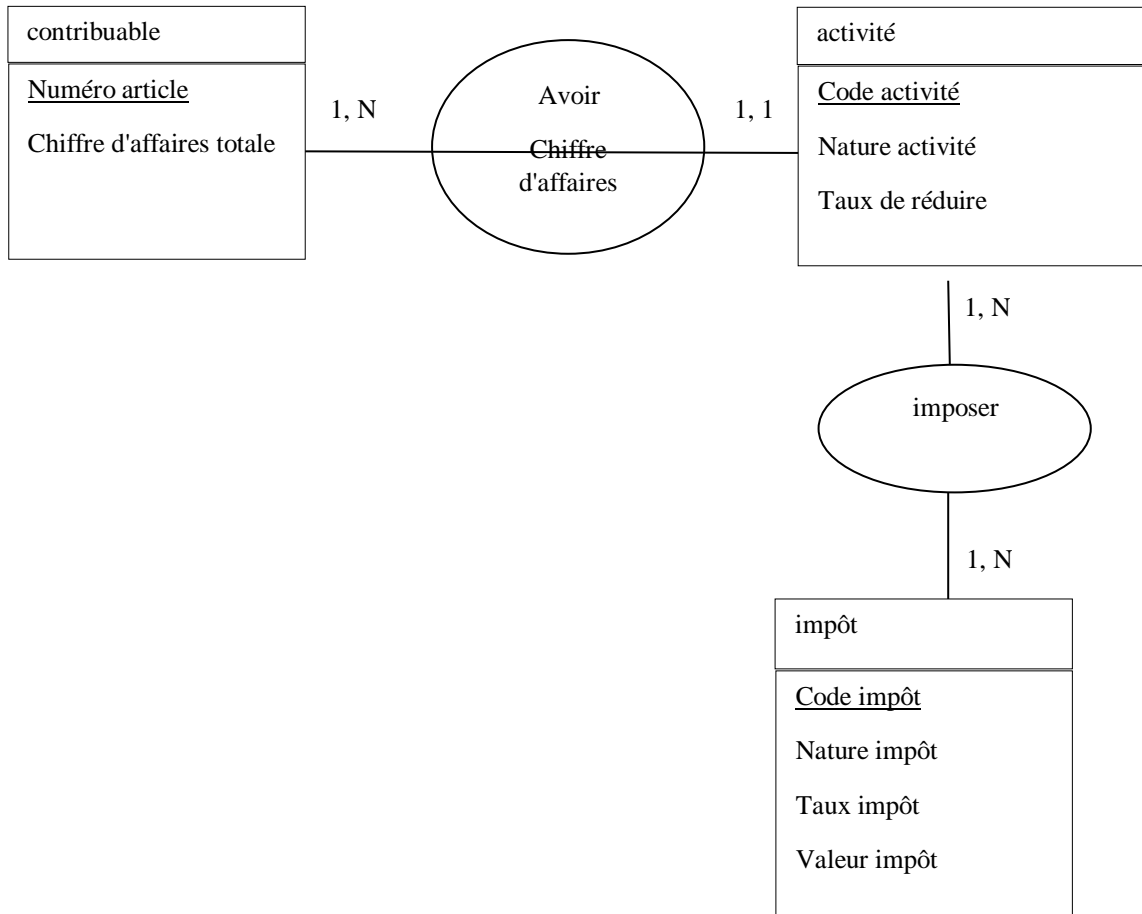 contribuable
Numéro article
Chiffre d'affaires totale
1, N
Avoir
Chiffre
d'affaires
1, 1
activité
Code activité
Nature activité
Taux de réduire
1, N
imposer
1, N
impôt
Code impôt
Nature impôt
Taux impôt
Valeur impôt